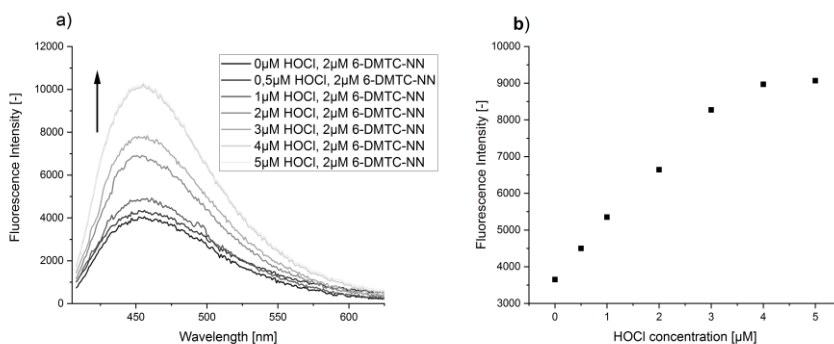 a)
12000
10000
8000
6000
4000
2000
0
Fluorescence Intensity [-]
450
500
550
600
Wavelength [nm]
0µM HOCl, 2µM 6-DMTC-NN
0,5µM HOCl, 2µM 6-DMTC-NN
1µM HOCl, 2µM 6-DMTC-NN
2µM HOCl, 2µM 6-DMTC-NN
3µM HOCl, 2µM 6-DMTC-NN
4µM HOCl, 2µM 6-DMTC-NN
5µM HOCl, 2µM 6-DMTC-NN
b)
10000
9000
8000
7000
6000
5000
4000
3000
Fluorescence Intensity [-]
0
1
2
3
4
5
HOCl concentration [µM]